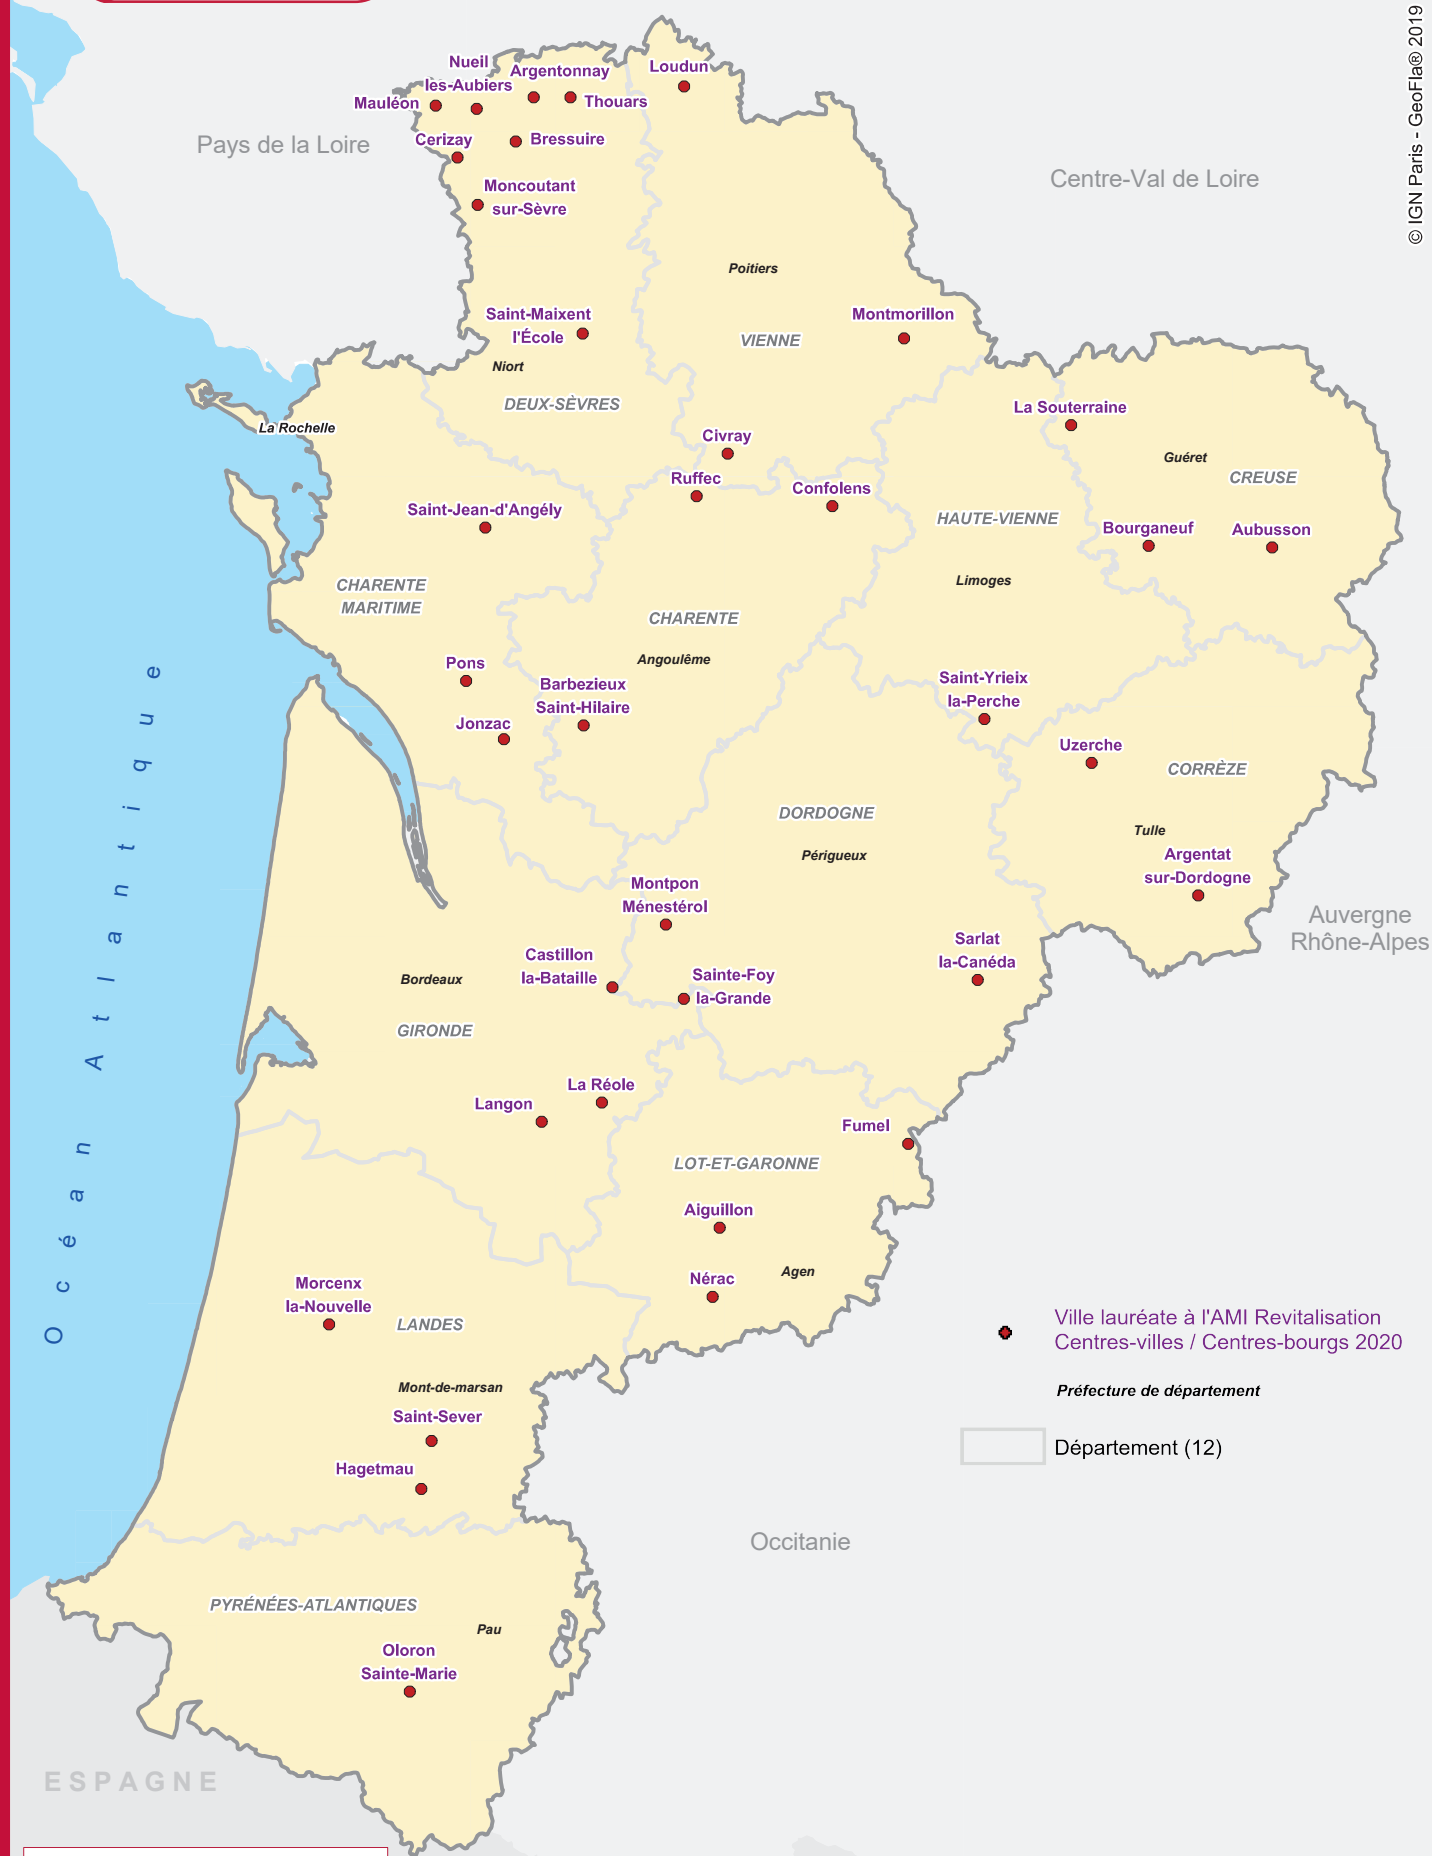 © IGN Paris - GeoFla® 2019
Nueil
les-Aubiers
Argentonnay
Loudun
Mauléon
Thouars
Cerizay
Bressuire
Pays de la Loire
Centre-Val de Loire
Moncoutant
sur-Sèvre
Poitiers
Saint-Maixent
l'École
Montmorillon
VIENNE
Niort
DEUX-SÈVRES
La Souterraine
La Rochelle
Civray
Guéret
CREUSE
Ruffec
Confolens
Saint-Jean-d'Angély
HAUTE-VIENNE
Bourganeuf
Aubusson
Limoges
CHARENTE
MARITIME
CHARENTE
Angoulême
Pons
Barbezieux
Saint-Hilaire
Saint-Yrieix
la-Perche
Jonzac
Uzerche
CORRÈZE
DORDOGNE
Périgueux
Tulle
Argentat
sur-Dordogne
Montpon
Ménestérol
Auvergne
Rhône-Alpes
Sarlat
la-Canéda
Castillon
la-Bataille
Sainte-Foy
la-Grande
Bordeaux
GIRONDE
Océan Atlantique
La Réole
Langon
Fumel
LOT-ET-GARONNE
Aiguillon
Agen
Nérac
Morcenx
la-Nouvelle
LANDES
Ville lauréate à l'AMI Revitalisation
Centres-villes / Centres-bourgs 2020
Mont-de-marsan
Préfecture de département
Saint-Sever
Département (12)
Hagetmau
Occitanie
PYRÉNÉES-ATLANTIQUES
Pau
Oloron
Sainte-Marie
ESPAGNE